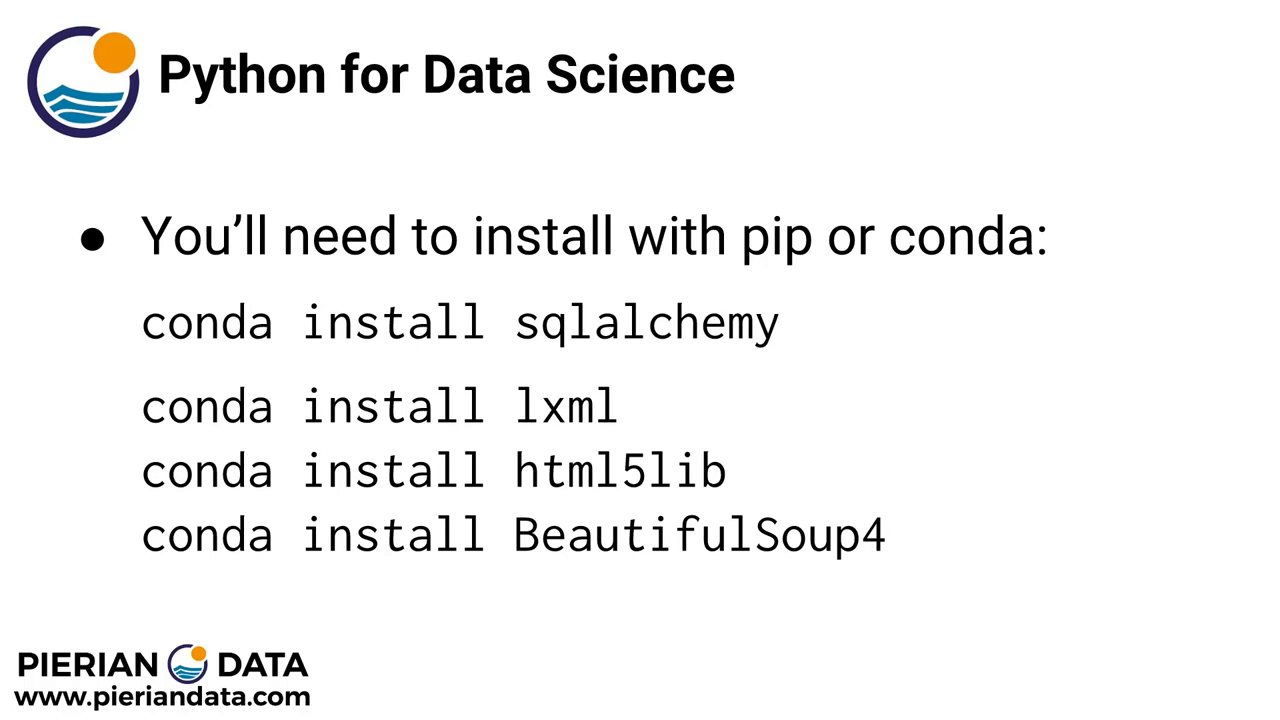 Python for Data Science
● You’ll need to install with pip or conda:
conda install sqlalchemy
conda install lxml
conda install html5lib
conda install BeautifulSoup4
PIERIAN DATA
www.pieriandata.com